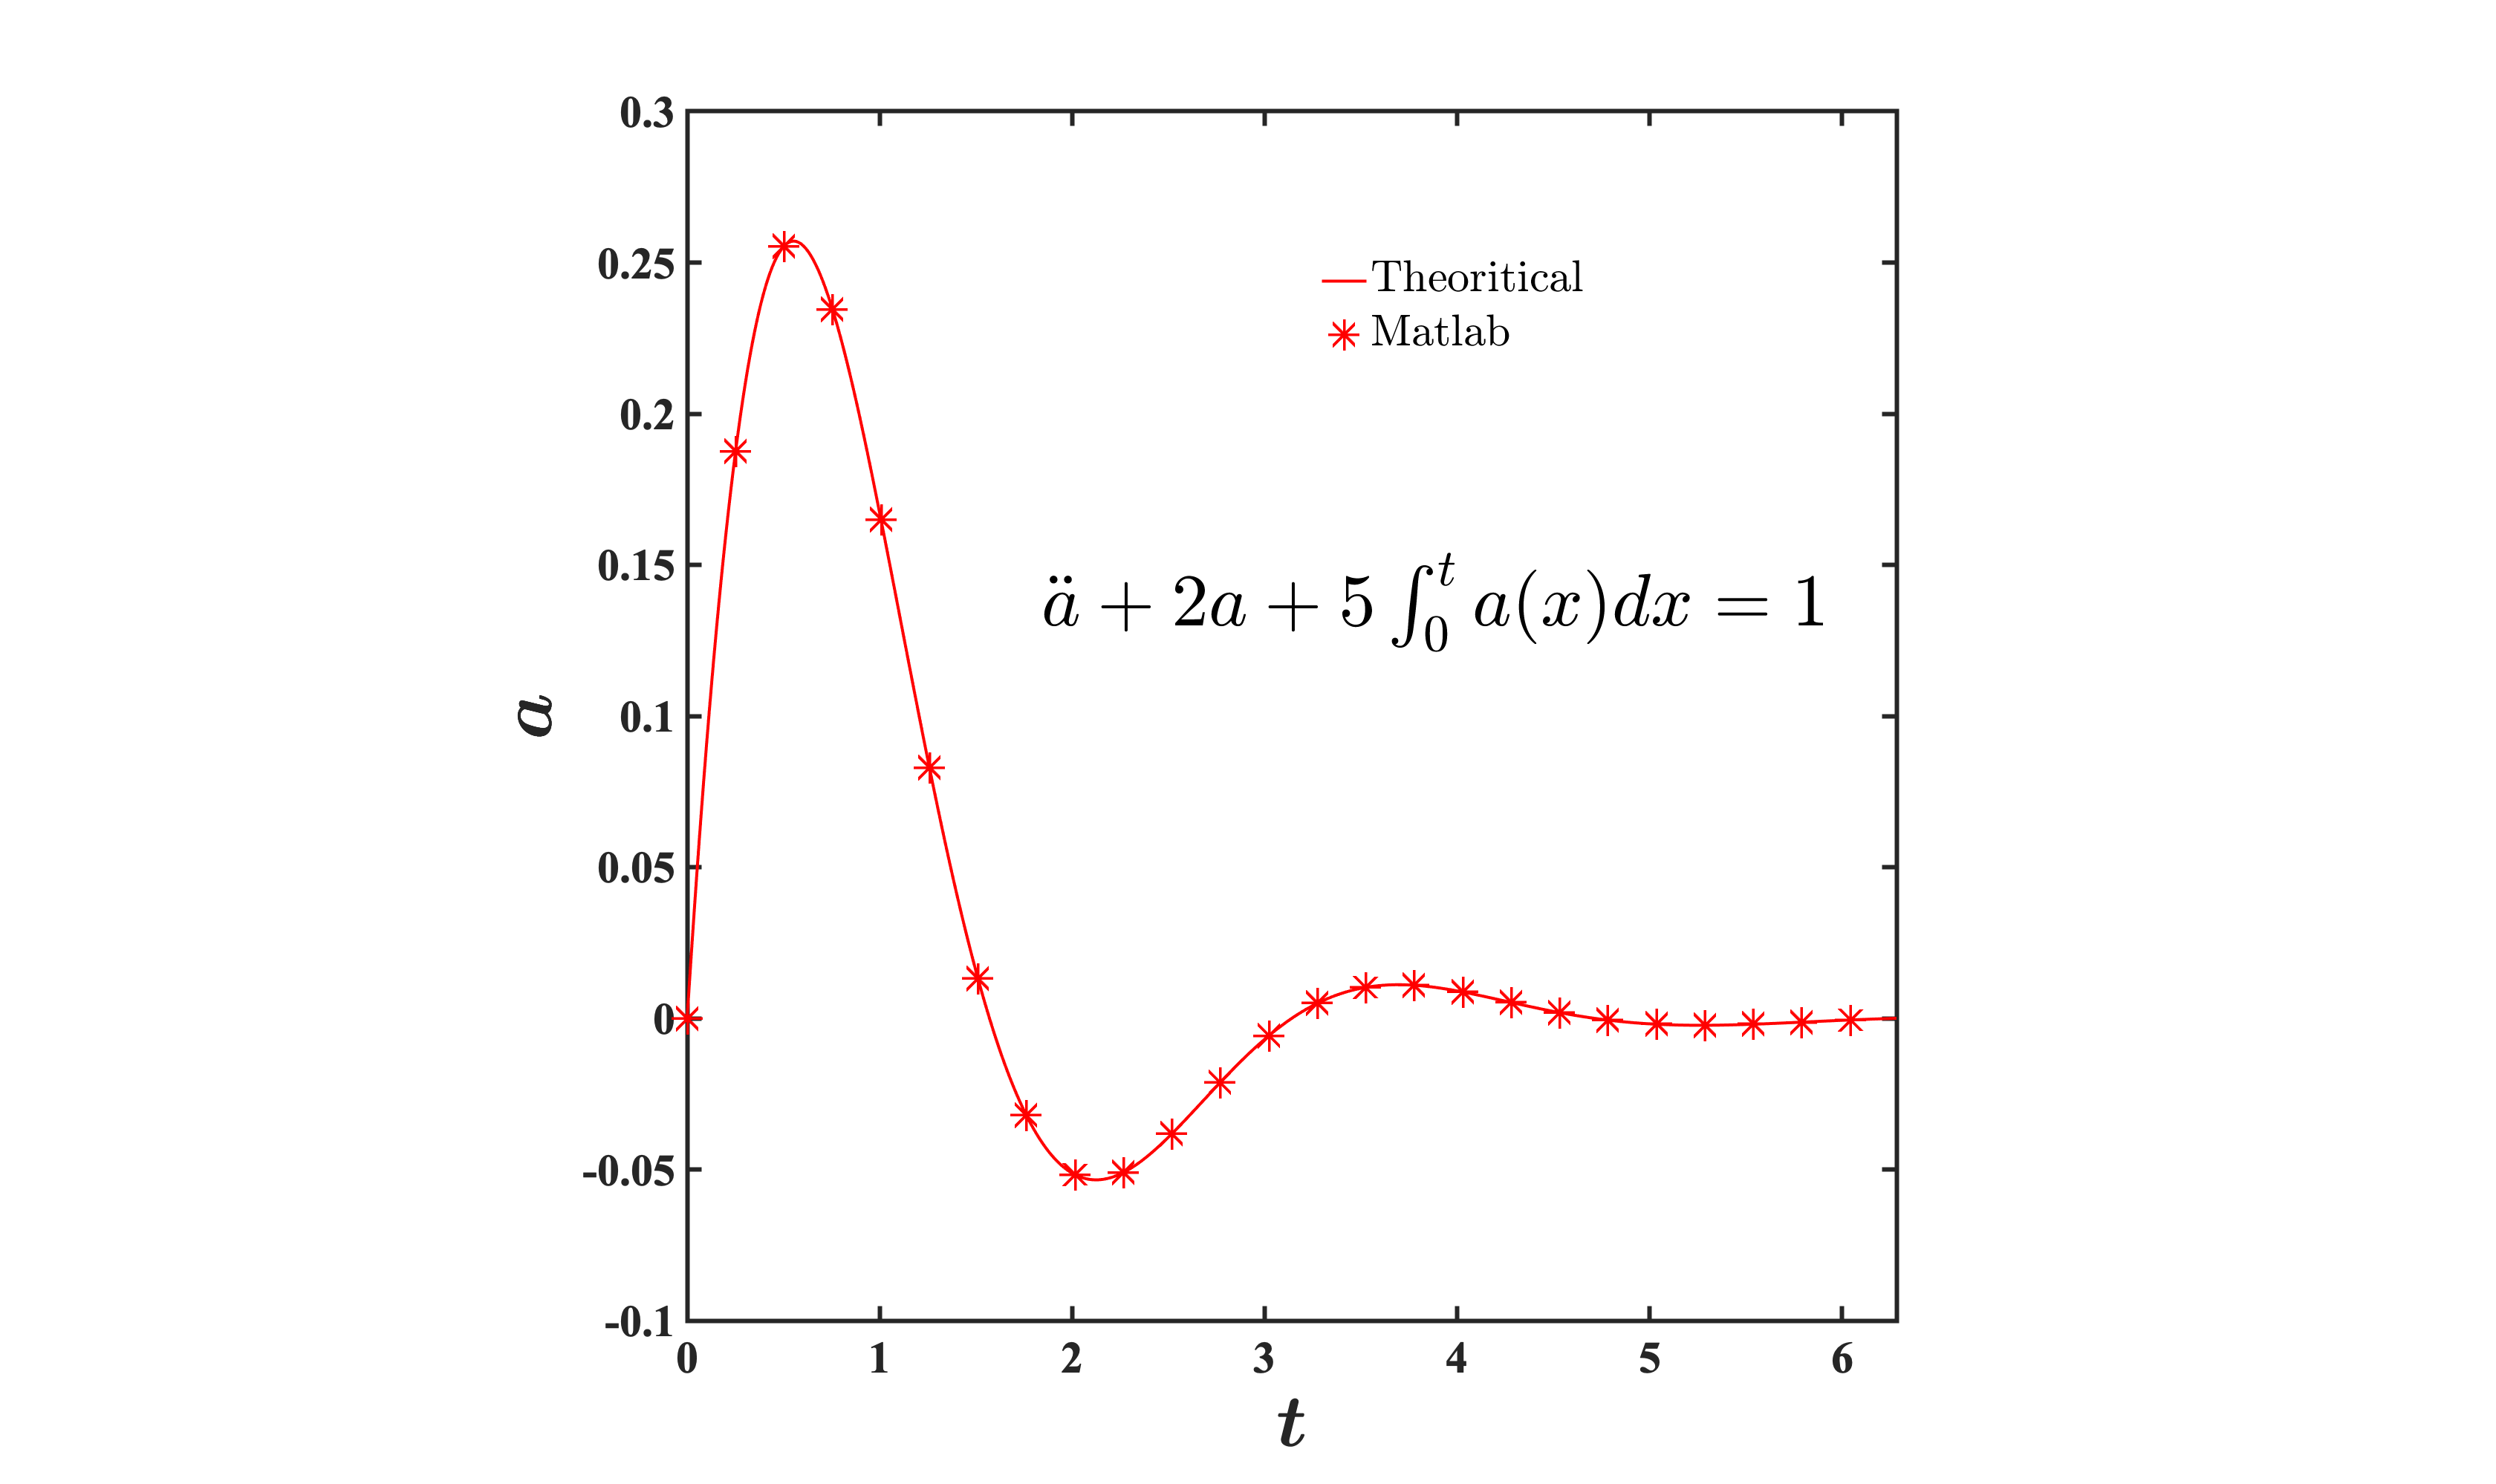 0.3
0.25
0.2
0.15
0.1
0.05
0
-0.05
-0.1
a
Theoritical
Matlab
ä + 2a + 5 ∫₀ᵗ a(x)dx = 1
0 1 2 3 4 5 6
t